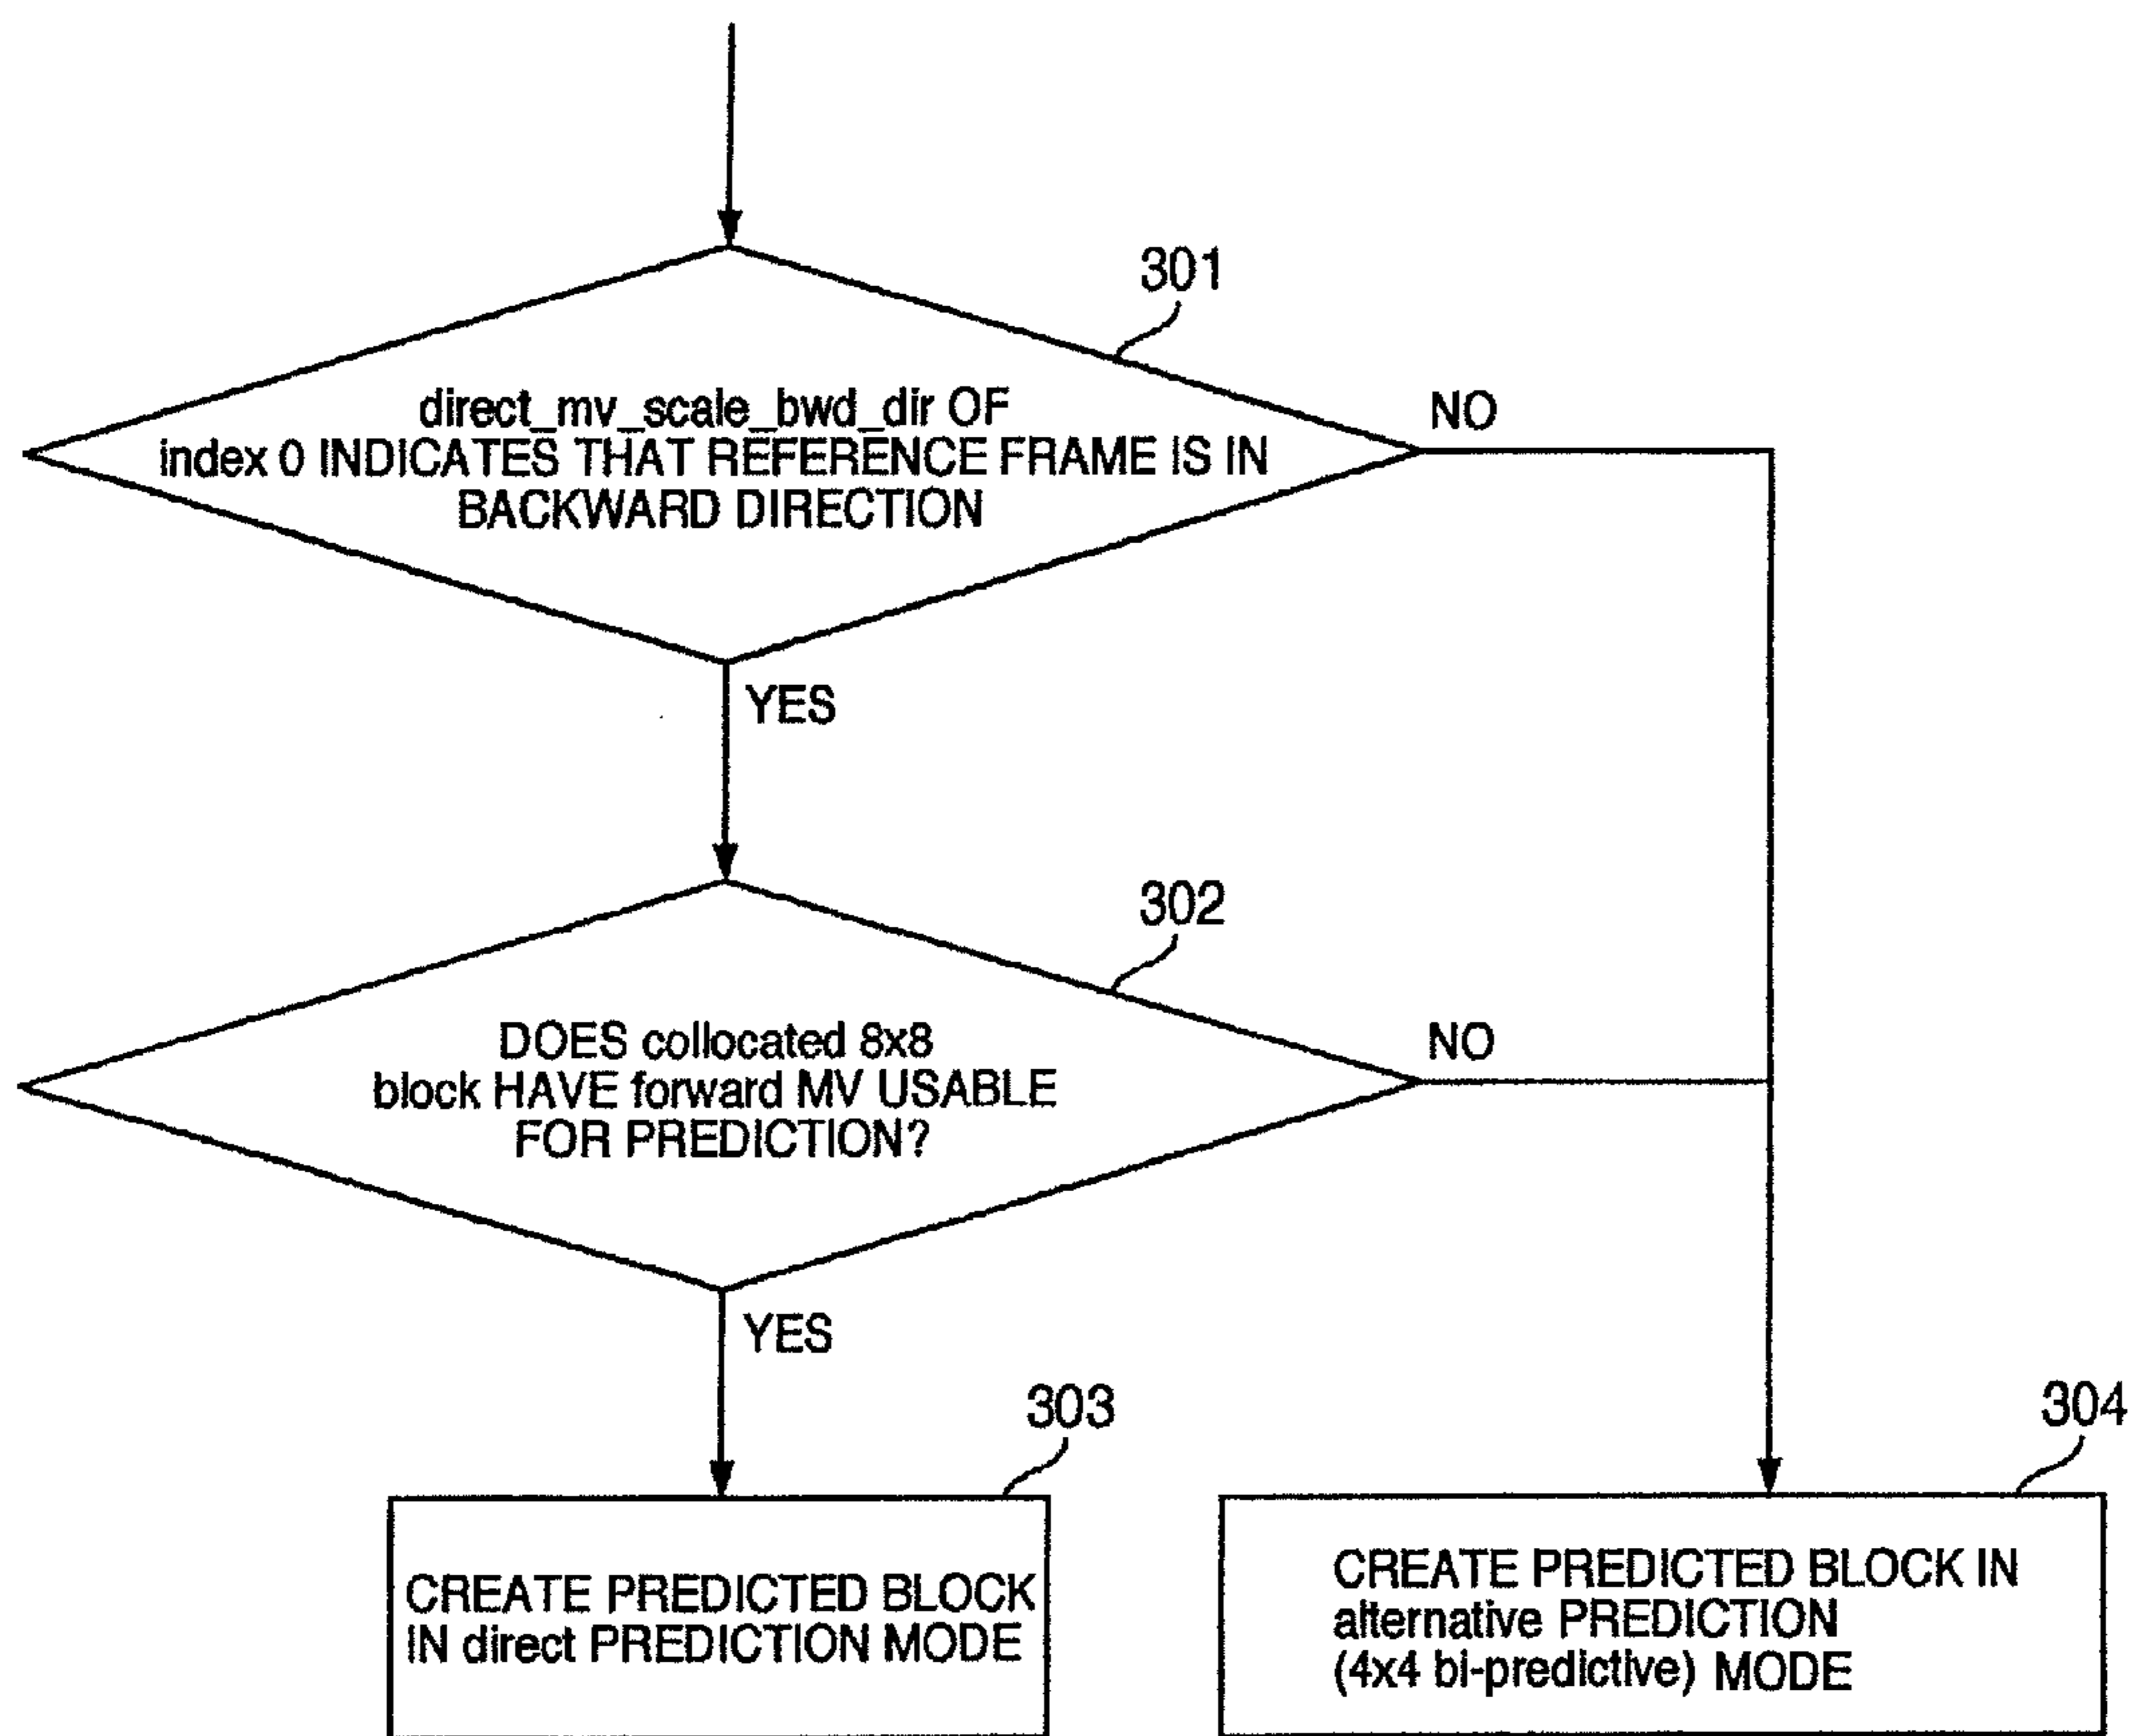 301
direct_mv_scale_bwd_dir OF
index 0 INDICATES THAT REFERENCE FRAME IS IN
BACKWARD DIRECTION
NO
YES
302
DOES collocated 8x8
block HAVE forward MV USABLE
FOR PREDICTION?
NO
YES
303
CREATE PREDICTED BLOCK
IN direct PREDICTION MODE
304
CREATE PREDICTED BLOCK IN
alternative PREDICTION
(4x4 bi-predictive) MODE